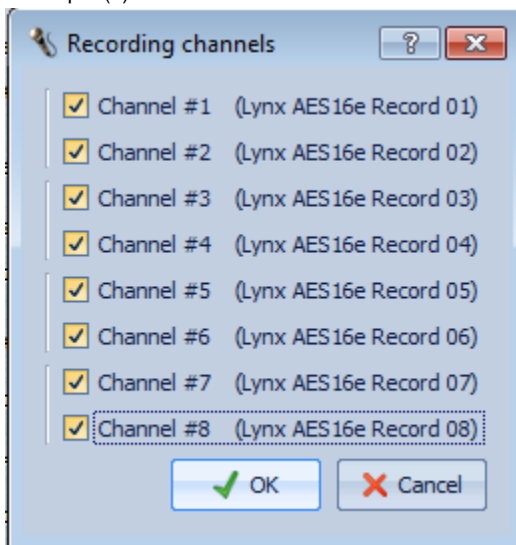 Recording channels
Channel #1 (Lynx AES16e Record 01)
Channel #2 (Lynx AES16e Record 02)
Channel #3 (Lynx AES16e Record 03)
Channel #4 (Lynx AES16e Record 04)
Channel #5 (Lynx AES16e Record 05)
Channel #6 (Lynx AES16e Record 06)
Channel #7 (Lynx AES16e Record 07)
Channel #8 (Lynx AES16e Record 08)
OK Cancel